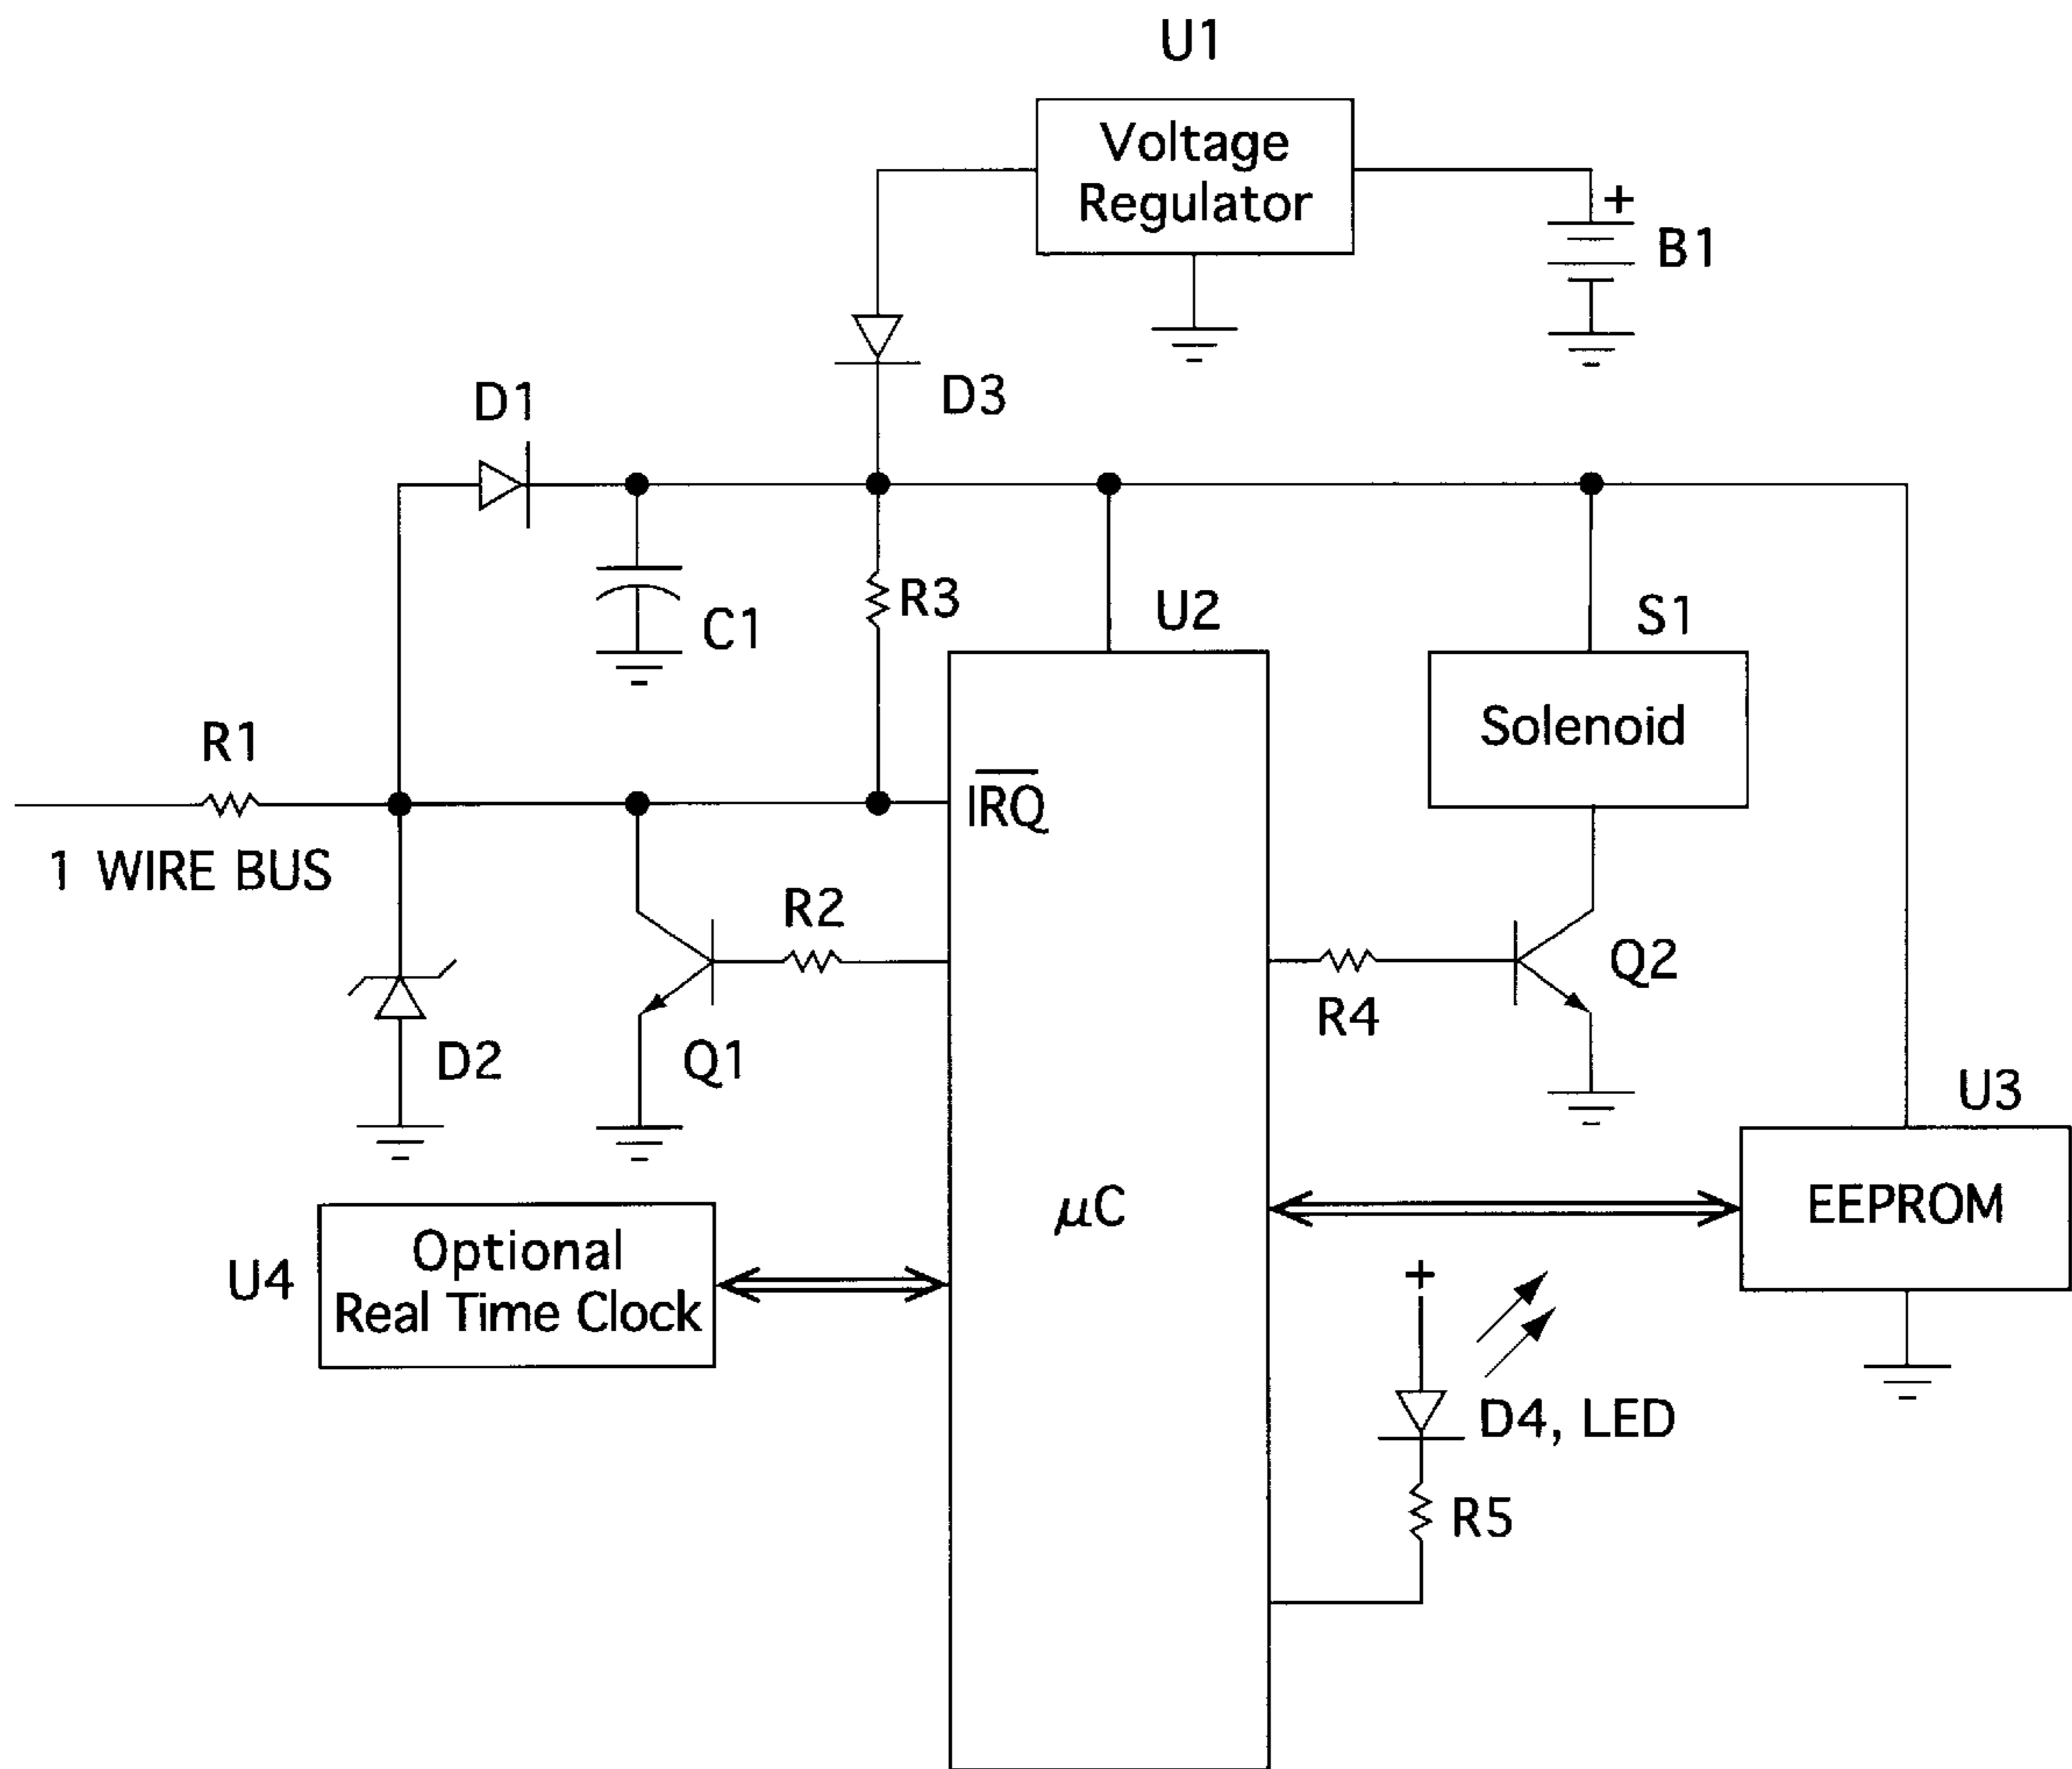 U1
Voltage
Regulator
+
B1
D1
D3
R3
C1
U2
S1
Solenoid
R1
IRQ
1 WIRE BUS
R2
Q2
R4
D2
Q1
U3
EEPROM
µC
U4
Optional
Real Time Clock
+
D4, LED
R5